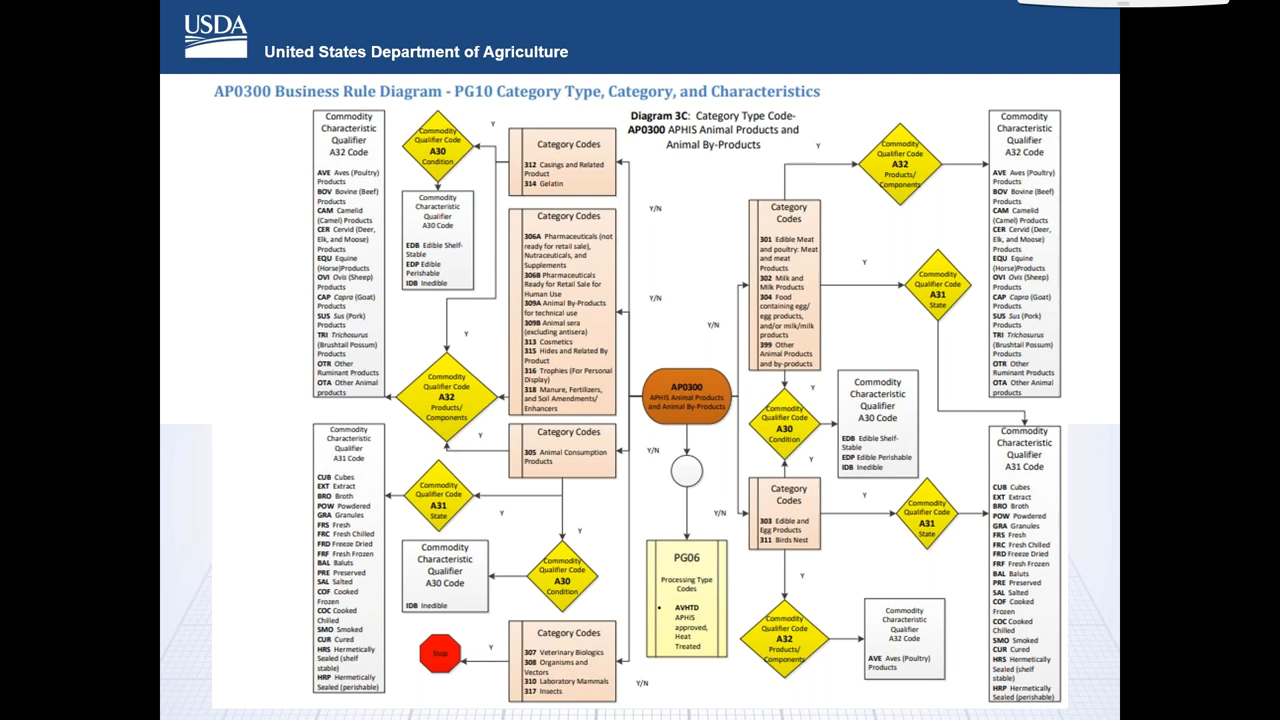 USDA
United States Department of Agriculture
AP0300 Business Rule Diagram - PG10 Category Type, Category, and Characteristics
Diagram 3C: Category Type Code-
AP0300 APHIS Animal Products and
Animal By-Products
Commodity
Characteristic
Qualifier
A32 Code
AVE Aves (Poultry)
Products
BOV Bovine (Beef)
Products
CAM Camelid
(Camel) Products
CER Cervid (Deer,
Elk, and Moose)
Products
EQU Equine
(Horse)Products
OVI Ovis (Sheep)
Products
CAP Capra (Goat)
Products
SUS Sus (Pork)
Products
TRI Trichosurus
(Brushtail Possum)
Products
OTR Other
Ruminant Products
OTA Other Animal
products
Commodity
Characteristic
Qualifier
A31 Code
CUB Cubes
EXT Extract
BRO Broth
POW Powdered
GRA Granules
FRS Fresh
FRC Fresh Chilled
FRD Freeze Dried
FRF Fresh Frozen
BAL Baluts
PRE Preserved
SAL Salted
COF Cooked
Frozen
COC Cooked
Chilled
SMO Smoked
CUR Cured
HRS Hermetically
Sealed (shelf
stable)
HRP Hermetically
Sealed (perishable)
Commodity
Qualifier Code
A30
Condition
Y
Commodity
Characteristic
Qualifier
A30 Code
EDB Edible Shelf-
Stable
EDP Edible
Perishable
IDB Inedible
Y
Commodity
Qualifier Code
A32
Products/
Components
Y
Commodity
Qualifier Code
A31
State
Y
Commodity
Characteristic
Qualifier
A30 Code
IDB Inedible
Y
Commodity
Qualifier Code
A30
Condition
Stop
Y
Category Codes
312 Casings and Related
Product
314 Gelatin
Category Codes
306A Pharmaceuticals (not
ready for retail sale),
Nutraceuticals, and
Supplements
306B Pharmaceuticals
Ready for Retail Sale for
Human Use
309A Animal By-Products
for technical use
309B Animal sera
(excluding antisera)
313 Cosmetics
315 Hides and Related By
Product
316 Trophies (For Personal
Display)
318 Manure, Fertilizers,
and Soil Amendments/
Enhancers
Category Codes
305 Animal Consumption
Products
Category Codes
307 Veterinary Biologics
308 Organisms and
Vectors
310 Laboratory Mammals
317 Insects
Y/N
Y/N
Y/N
Y/N
Y/N
Y/N
AP0300
APHIS Animal Products
and Animal By-Products
PG06
Processing Type
Codes
• AVHTD
APHIS
approved,
Heat
Treated
Category
Codes
301 Edible Meat
and poultry: Meat
and meat
Products
302 Milk and
Milk Products
304 Food
containing egg/
egg products,
and/or milk/milk
products
399 Other
Animal Products
and by-products
Y
Commodity
Qualifier Code
A32
Products/
Components
Y
Commodity
Qualifier Code
A31
State
Y
Commodity
Qualifier Code
A30
Condition
Y
Commodity
Characteristic
Qualifier
A30 Code
EDB Edible Shelf-
Stable
EDP Edible Perishable
IDB Inedible
Category
Codes
303 Edible and
Egg Products
311 Birds Nest
Y
Commodity
Qualifier Code
A31
State
Y
Commodity
Qualifier Code
A32
Products/
Components
Commodity
Characteristic
Qualifier
A32 Code
AVE Aves (Poultry)
Products
Commodity
Characteristic
Qualifier
A32 Code
AVE Aves (Poultry)
Products
BOV Bovine (Beef)
Products
CAM Camelid
(Camel) Products
CER Cervid (Deer,
Elk, and Moose)
Products
EQU Equine
(Horse)Products
OVI Ovis (Sheep)
Products
CAP Capra (Goat)
Products
SUS Sus (Pork)
Products
TRI Trichosurus
(Brushtail Possum)
Products
OTR Other
Ruminant Products
OTA Other Animal
products
Commodity
Characteristic
Qualifier
A31 Code
CUB Cubes
EXT Extract
BRO Broth
POW Powdered
GRA Granules
FRS Fresh
FRC Fresh Chilled
FRD Freeze Dried
FRF Fresh Frozen
BAL Baluts
PRE Preserved
SAL Salted
COF Cooked
Frozen
COC Cooked
Chilled
SMO Smoked
CUR Cured
HRS Hermetically
Sealed (shelf
stable)
HRP Hermetically
Sealed (perishable)